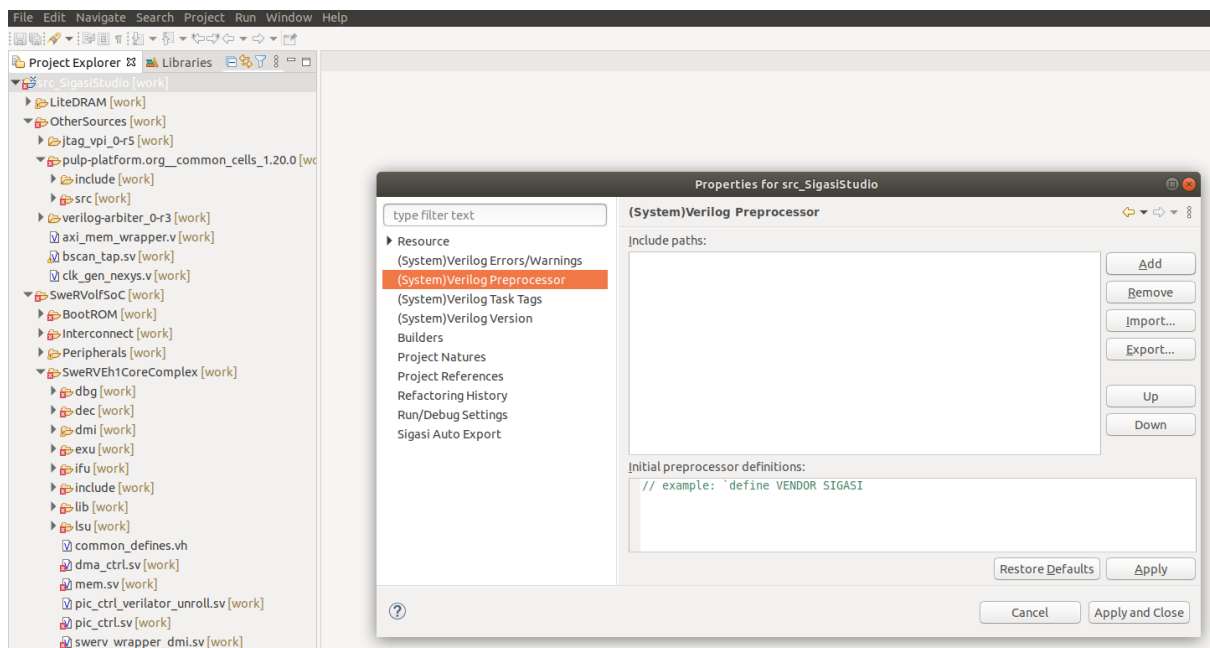 File Edit Navigate Search Project Run Window Help
Project Explorer Libraries
src_SigasiStudio [work]
LiteDRAM [work]
OtherSources [work]
jtag_vpi_0-r5 [work]
pulp-platform.org__common_cells_1.20.0 [wo
include [work]
src [work]
verilog-arbiter_0-r3 [work]
axi_mem_wrapper.v [work]
bscan_tap.sv [work]
clk_gen_nexys.v [work]
SweRVolfSoC [work]
BootROM [work]
Interconnect [work]
Peripherals [work]
SweRVEh1CoreComplex [work]
dbg [work]
dec [work]
dmi [work]
exu [work]
ifu [work]
include [work]
lib [work]
lsu [work]
common_defines.vh
dma_ctrl.sv [work]
mem.sv [work]
pic_ctrl_verilator_unroll.sv [work]
pic_ctrl.sv [work]
swerv_wrapper_dmi.sv [work]
Properties for src_SigasiStudio
type filter text
Resource
(System)Verilog Errors/Warnings
(System)Verilog Preprocessor
(System)Verilog Task Tags
(System)Verilog Version
Builders
Project Natures
Project References
Refactoring History
Run/Debug Settings
Sigasi Auto Export
(System)Verilog Preprocessor
Include paths:
Add
Remove
Import...
Export...
Up
Down
Initial preprocessor definitions:
// example: `define VENDOR SIGASI
Restore Defaults Apply
Cancel Apply and Close